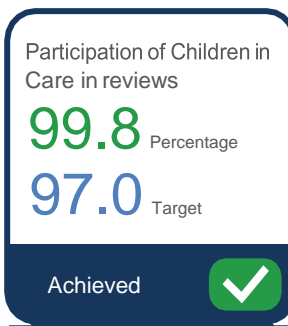 Participation of Children in
Care in reviews
99.8 Percentage
97.0 Target
Achieved